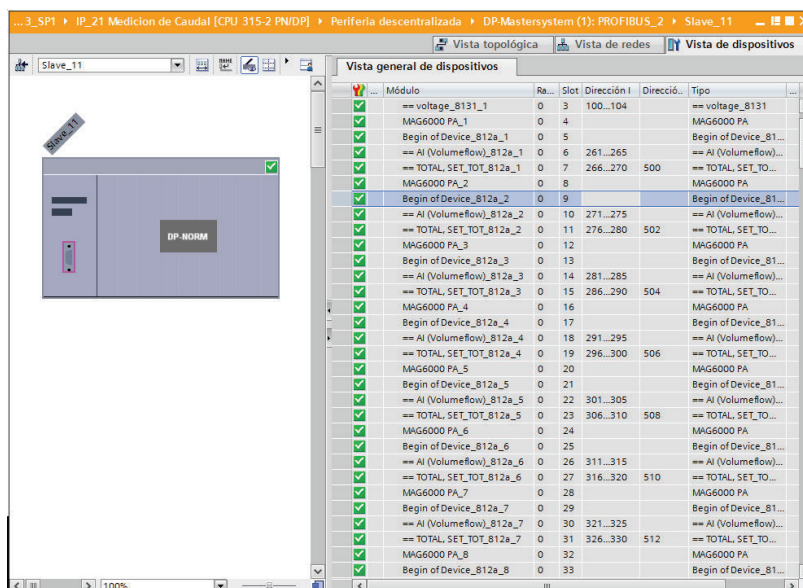 ...3_SP1 ▸ IP_21 Medicion de Caudal [CPU 315-2 PN/DP] ▸ Periferia descentralizada ▸ DP-Mastersystem (1): PROFIBUS_2 ▸ Slave_11
Vista topológica Vista de redes Vista de dispositivos
Slave_11
Vista general de dispositivos
... Módulo Ra... Slot Dirección I Direcció... Tipo ...
== voltage_8131_1 0 3 100...104 == voltage_8131
MAG6000 PA_1 0 4 MAG6000 PA
Begin of Device_812a_1 0 5 Begin of Device_81...
== AI (Volumeflow)_812a_1 0 6 261...265 == AI (Volumeflow)...
== TOTAL, SET_TOT_812a_1 0 7 266...270 500 == TOTAL, SET_TO...
MAG6000 PA_2 0 8 MAG6000 PA
Begin of Device_812a_2 0 9 Begin of Device_81...
== AI (Volumeflow)_812a_2 0 10 271...275 == AI (Volumeflow)...
== TOTAL, SET_TOT_812a_2 0 11 276...280 502 == TOTAL, SET_TO...
MAG6000 PA_3 0 12 MAG6000 PA
Begin of Device_812a_3 0 13 Begin of Device_81...
== AI (Volumeflow)_812a_3 0 14 281...285 == AI (Volumeflow)...
== TOTAL, SET_TOT_812a_3 0 15 286...290 504 == TOTAL, SET_TO...
MAG6000 PA_4 0 16 MAG6000 PA
Begin of Device_812a_4 0 17 Begin of Device_81...
== AI (Volumeflow)_812a_4 0 18 291...295 == AI (Volumeflow)...
== TOTAL, SET_TOT_812a_4 0 19 296...300 506 == TOTAL, SET_TO...
MAG6000 PA_5 0 20 MAG6000 PA
Begin of Device_812a_5 0 21 Begin of Device_81...
== AI (Volumeflow)_812a_5 0 22 301...305 == AI (Volumeflow)...
== TOTAL, SET_TOT_812a_5 0 23 306...310 508 == TOTAL, SET_TO...
MAG6000 PA_6 0 24 MAG6000 PA
Begin of Device_812a_6 0 25 Begin of Device_81...
== AI (Volumeflow)_812a_6 0 26 311...315 == AI (Volumeflow)...
== TOTAL, SET_TOT_812a_6 0 27 316...320 510 == TOTAL, SET_TO...
MAG6000 PA_7 0 28 MAG6000 PA
Begin of Device_812a_7 0 29 Begin of Device_81...
== AI (Volumeflow)_812a_7 0 30 321...325 == AI (Volumeflow)...
== TOTAL, SET_TOT_812a_7 0 31 326...330 512 == TOTAL, SET_TO...
MAG6000 PA_8 0 32 MAG6000 PA
Begin of Device_812a_8 0 33 Begin of Device_81...
Slave_11
DP-NORM
100%